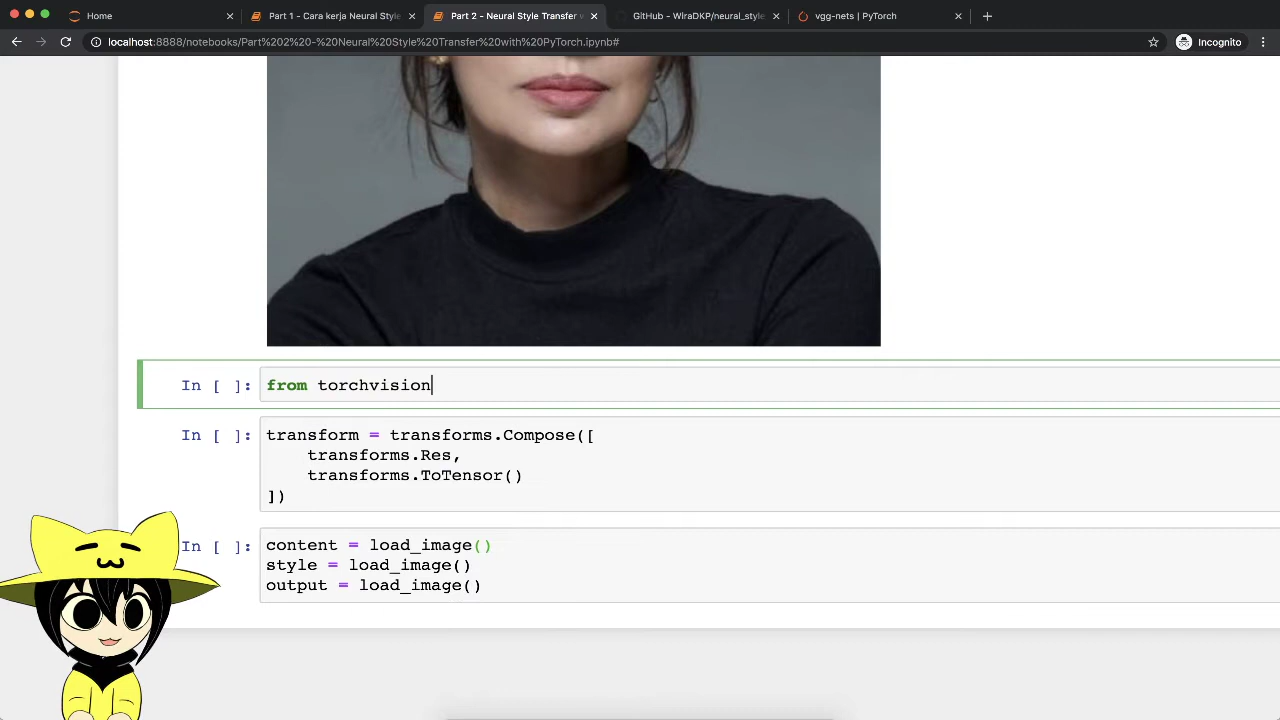 Home
Part 1 - Cara kerja Neural Style
Part 2 - Neural Style Transfer w
GitHub - WiraDKP/neural_style
vgg-nets | PyTorch
localhost:8888/notebooks/Part%202%20-%20Neural%20Style%20Transfer%20with%20PyTorch.ipynb#
Incognito
In [ ]: from torchvision
In [ ]: transform = transforms.Compose([
transforms.Res,
transforms.ToTensor()
])
In [ ]: content = load_image()
style = load_image()
output = load_image()